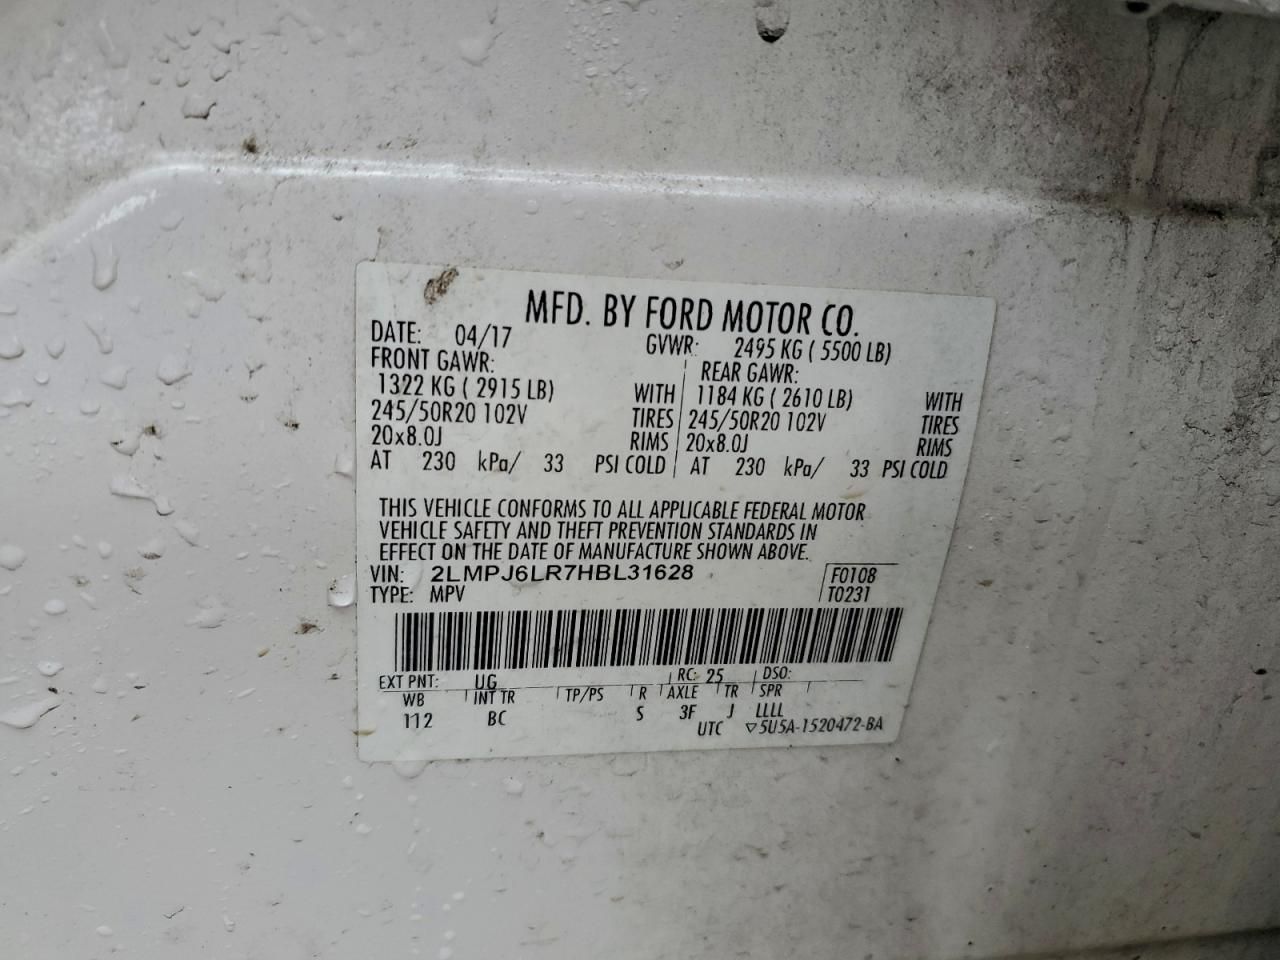 MFD. BY FORD MOTOR CO.
DATE: 04/17 GVWR: 2495 KG ( 5500 LB)
FRONT GAWR: REAR GAWR:
1322 KG ( 2915 LB) WITH 1184 KG ( 2610 LB) WITH
245/50R20 102V TIRES 245/50R20 102V TIRES
20x8.0J RIMS 20x8.0J RIMS
AT 230 kPa/ 33 PSI COLD AT 230 kPa/ 33 PSI COLD
THIS VEHICLE CONFORMS TO ALL APPLICABLE FEDERAL MOTOR
VEHICLE SAFETY AND THEFT PREVENTION STANDARDS IN
EFFECT ON THE DATE OF MANUFACTURE SHOWN ABOVE.
VIN: 2LMPJ6LR7HBL31628 F0108
TYPE: MPV T0231
EXT PNT: UG RC: 25 DSO:
WB INT TR TP/PS R AXLE TR SPR
112 BC S 3F J LLLL
UTC ▽5U5A-1520472-BA